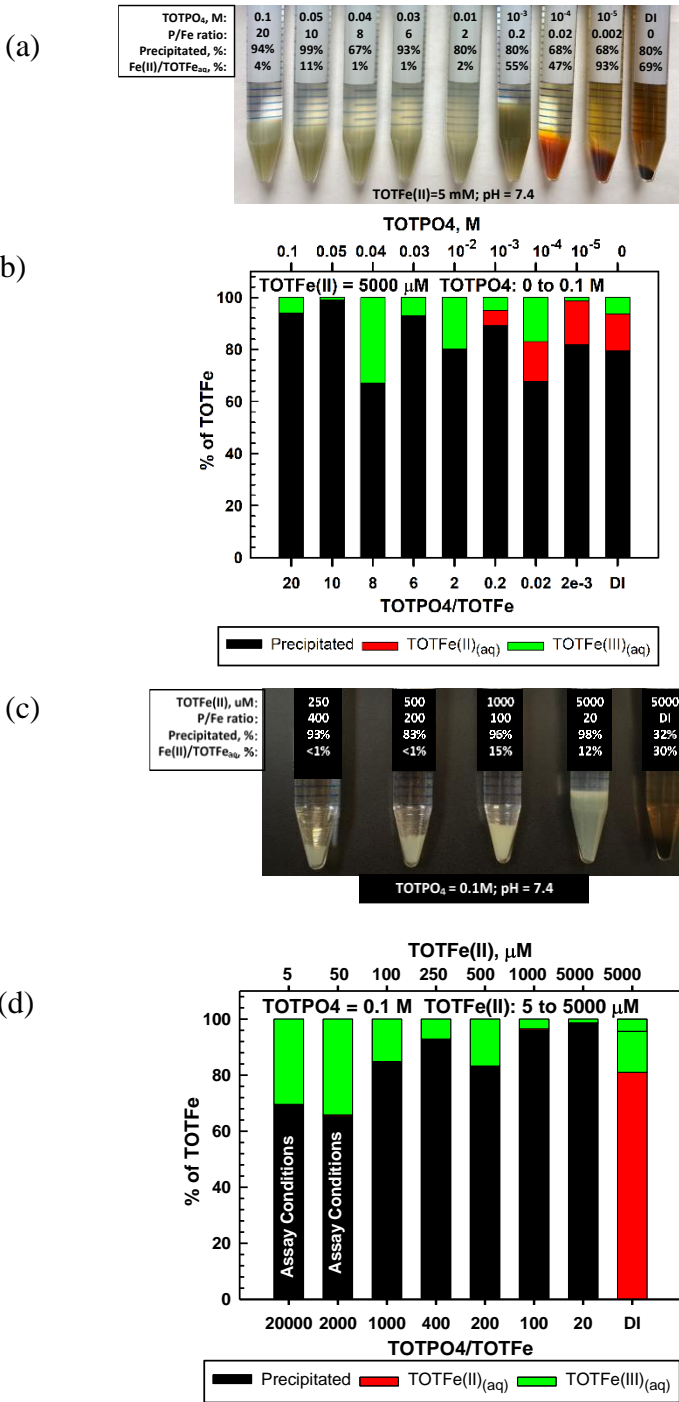 (a)
TOTPO₄, M: 0.1 0.05 0.04 0.03 0.01 10⁻³ 10⁻⁴ 10⁻⁵ DI
P/Fe ratio: 20 10 8 6 2 0.2 0.02 0.002 0
Precipitated, %: 94% 99% 67% 93% 80% 80% 68% 68% 80%
Fe(II)/TOTFeaq, %: 4% 11% 1% 1% 2% 55% 47% 93% 69%
TOTFe(II)=5 mM; pH = 7.4
b)
TOTPO4, M
0.1 0.05 0.04 0.03 10⁻² 10⁻³ 10⁻⁴ 10⁻⁵ 0
TOTFe(II) = 5000 μM TOTPO4: 0 to 0.1 M
% of TOTFe
100
80
60
40
20
0
20 10 8 6 2 0.2 0.02 2e-3 DI
TOTPO4/TOTFe
Precipitated TOTFe(II)(aq) TOTFe(III)(aq)
(c)
TOTFe(II), uM: 250 500 1000 5000 5000
P/Fe ratio: 400 200 100 20 DI
Precipitated, %: 93% 83% 96% 98% 32%
Fe(II)/TOTFeaq, %: <1% <1% 15% 12% 30%
TOTPO₄ = 0.1M; pH = 7.4
(d)
TOTFe(II), μM
5 50 100 250 500 1000 5000 5000
TOTPO4 = 0.1 M TOTFe(II): 5 to 5000 μM
% of TOTFe
100
80
60
40
20
0
Assay Conditions
Assay Conditions
20000 2000 1000 400 200 100 20 DI
TOTPO4/TOTFe
Precipitated TOTFe(II)(aq) TOTFe(III)(aq)